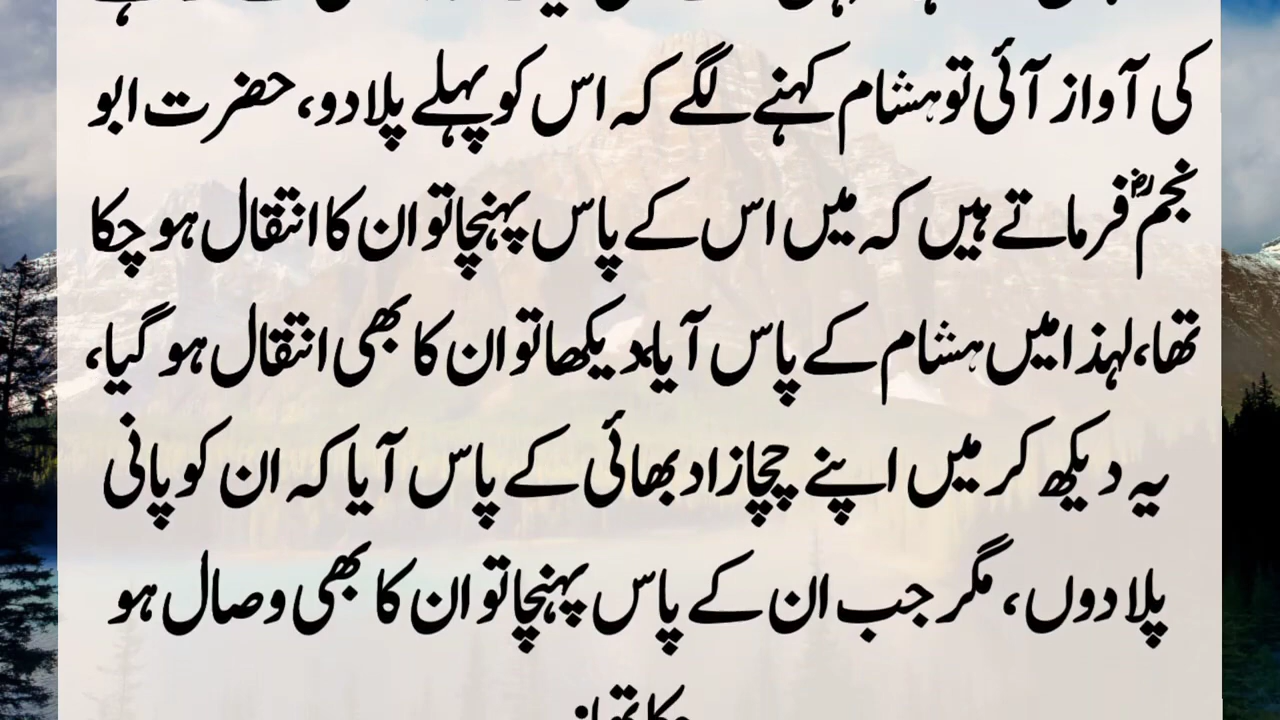 کی آواز آئی تو ہشام کہنے لگے کہ اس کو پہلے پلا دو، حضرت ابو
نجمؓ فرماتے ہیں کہ میں اس کے پاس پہنچا تو ان کا انتقال ہو چکا
تھا، لہذا میں ہشام کے پاس آیا، دیکھا تو ان کا بھی انتقال ہو گیا،
یہ دیکھ کر میں اپنے چچازاد بھائی کے پاس آیا کہ ان کو پانی
پلا دوں، مگر جب ان کے پاس پہنچا تو ان کا بھی وصال ہو
چکا تھا